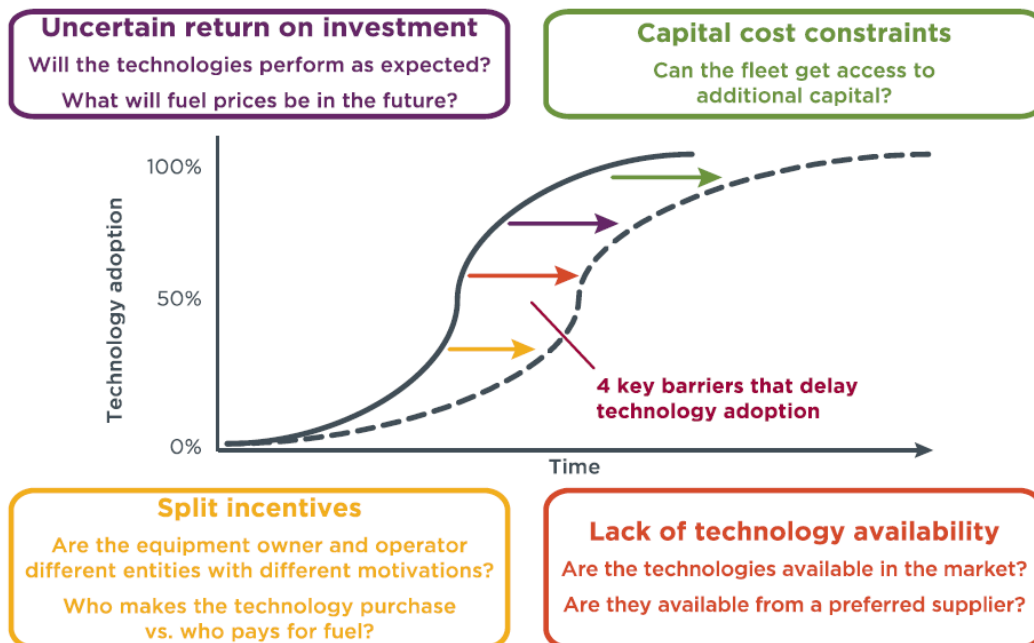 Uncertain return on investment
Will the technologies perform as expected?
What will fuel prices be in the future?
Capital cost constraints
Can the fleet get access to
additional capital?
Technology adoption
100%
50%
0%
4 key barriers that delay
technology adoption
Time
Split incentives
Are the equipment owner and operator
different entities with different motivations?
Who makes the technology purchase
vs. who pays for fuel?
Lack of technology availability
Are the technologies available in the market?
Are they available from a preferred supplier?